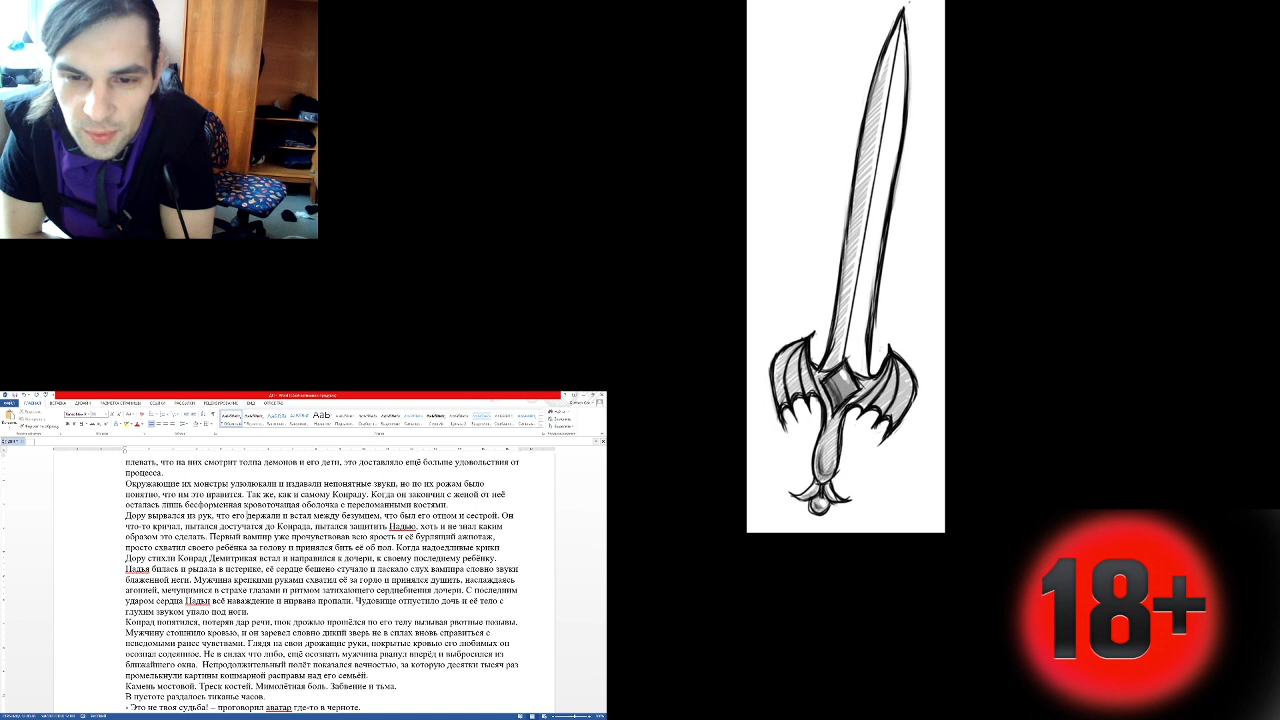 ФАЙЛ ГЛАВНАЯ ВСТАВКА ДИЗАЙН РАЗМЕТКА СТРАНИЦЫ ССЫЛКИ РАССЫЛКИ РЕЦЕНЗИРОВАНИЕ ВИД OFFICE TAB
плевать, что на них смотрит толпа демонов и его дети, это доставляло ещё больше удовольствия от
процесса.
Окружающие их монстры улюлюкали и издавали непонятные звуки, но по их рожам было
понятно, что им это нравится. Так же, как и самому Конраду. Когда он закончил с женой от неё
осталась лишь бесформенная кровоточащая оболочка с переломанными костями.
Дору вырвался из рук, что его держали и встал между безумцем, что был его отцом и сестрой. Он
что-то кричал, пытался достучатся до Конрада, пытался защитить Надью, хоть и не знал каким
образом это сделать. Первый вампир уже прочувствовав всю ярость и её бурлящий ажиотаж,
просто схватил своего ребёнка за голову и принялся бить её об пол. Когда надоедливые крики
Дору стихли Конрад Демитрикая встал и направился к дочери, к своему последнему ребёнку.
Надья билась и рыдала в истерике, её сердце бешено стучало и ласкало слух вампира словно звуки
блаженной неги. Мужчина крепкими руками схватил её за горло и принялся душить, наслаждаясь
агонией, мечущимися в страхе глазами и ритмом затихающего сердцебиения дочери. С последним
ударом сердца Надьи всё наваждение и нирвана пропали. Чудовище отпустило дочь и её тело с
глухим звуком упало под ноги.
Конрад попятился, потеряв дар речи, шок дрожью прошёлся по его телу вызывая рвотные позывы.
Мужчину стошнило кровью, и он заревел словно дикий зверь не в силах вновь справиться с
неведомыми ранее чувствами. Глядя на свои дрожащие руки, покрытые кровью его любимых он
осознал содеянное. Не в силах что либо, ещё осознать мужчина рванул вперёд и выбросился из
ближайшего окна. Непродолжительный полёт показался вечностью, за которую десятки тысяч раз
промелькнули картины кошмарной расправы над его семьёй.
Камень мостовой. Треск костей. Мимолётная боль. Забвение и тьма.
В пустоте раздалось тиканье часов.
- Это не твоя судьба! – проговорил аватар где-то в черноте.
18+